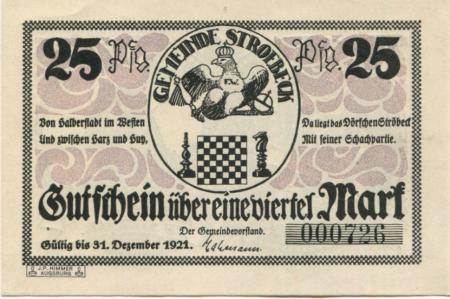 25 Pfg. GEMEINDE STROEBECK Pfg. 25
Von Halberstadt im Westen
Und zwischen Harz und Huy,
Da liegt das Dörfchen Ströbeck
Mit seiner Schachpartie.
Gutschein über eine viertel Mark
Der Gemeindevorstand.
Gültig bis 31. Dezember 1921.
000726
J.P. HIMMER
AUGSBURG